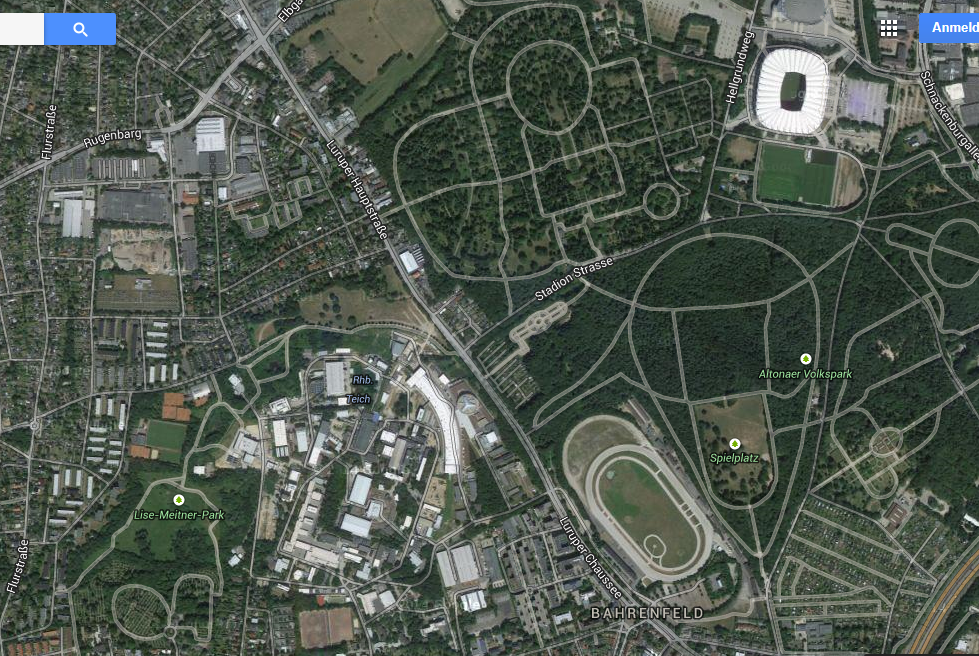 Elbga
Anmeld
Hellgrundweg
Schnackenburgalle
Flurstraße
Rugenbarg
Luruper Hauptstraße
Stadion Strasse
Altonaer Volkspark
Rhb.
Teich
Spielplatz
Lise-Meitner-Park
Flurstraße
Luruper Chaussee
BAHRENFELD